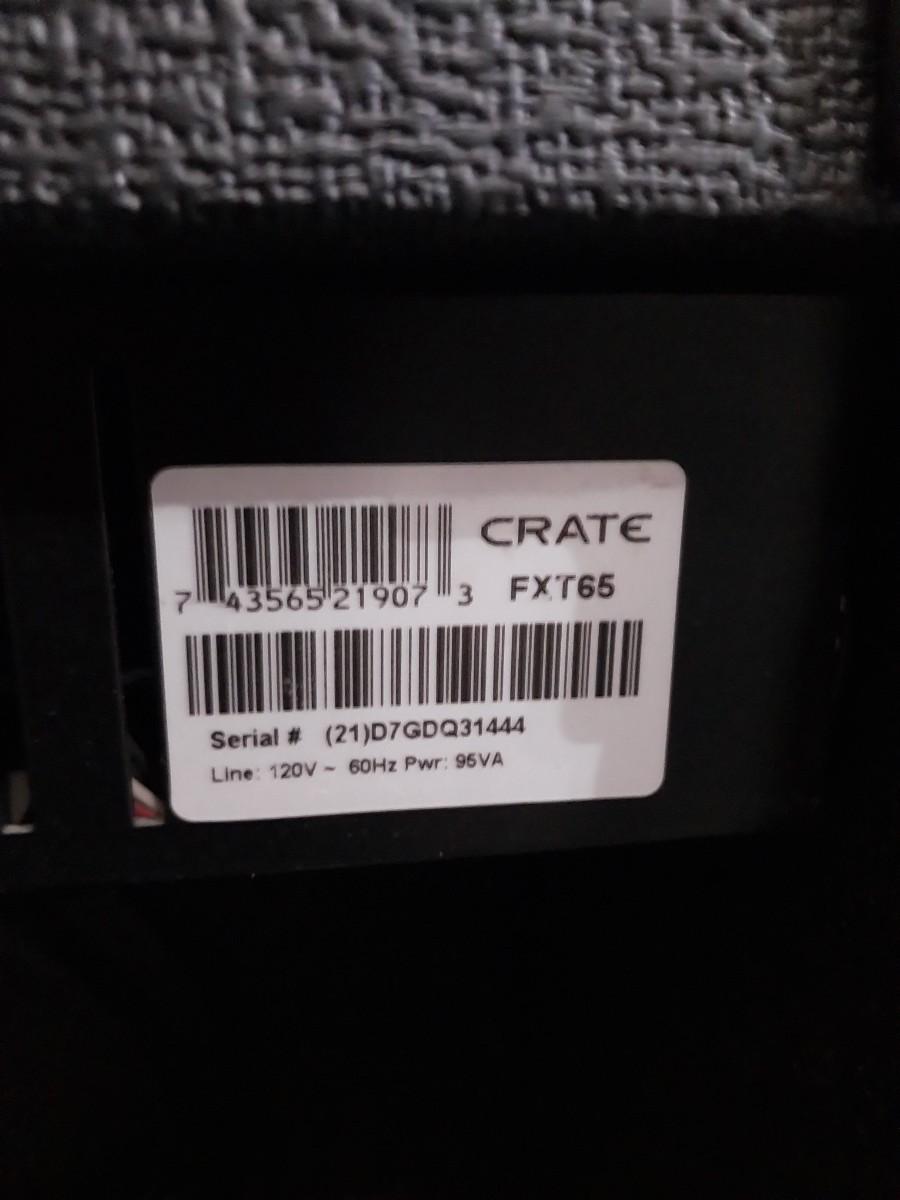 CRATE
7 43565 21907 3
FXT65
Serial # (21)D7GDQ31444
Line: 120V ~ 60Hz Pwr: 95VA